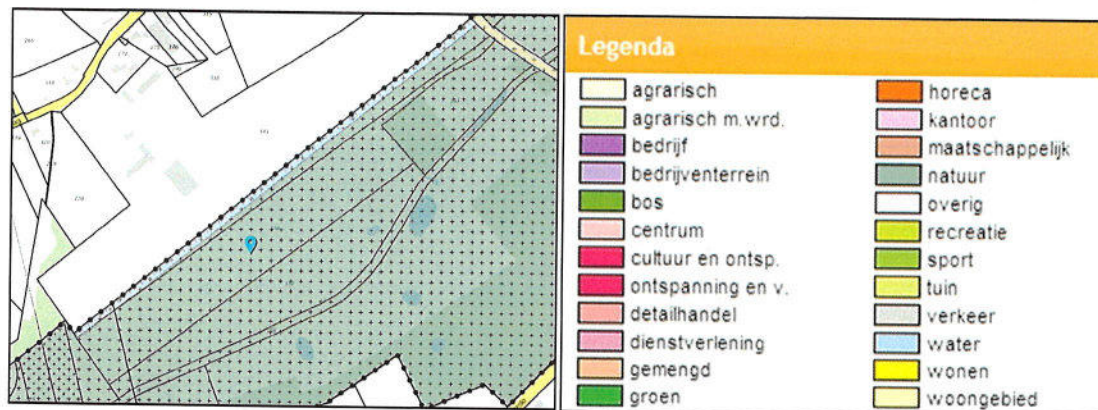 Legenda
agrarisch
agrarisch m.wrd.
bedrijf
bedrijventerrein
bos
centrum
cultuur en ontsp.
ontspanning en v.
detailhandel
dienstverlening
gemengd
groen
horeca
kantoor
maatschappelijk
natuur
overig
recreatie
sport
tuin
verkeer
water
wonen
woongebied